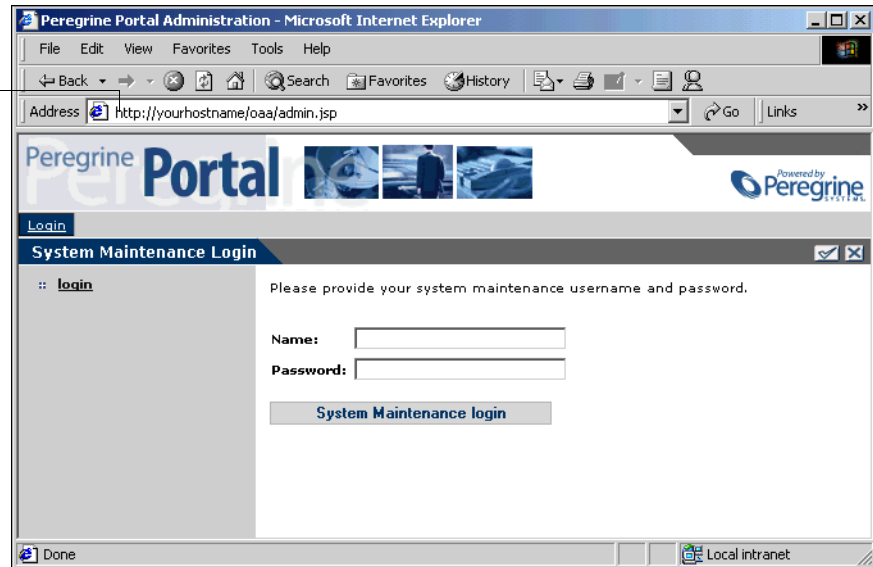 Peregrine Portal Administration - Microsoft Internet Explorer
File Edit View Favorites Tools Help
Back Search Favorites History
Address http://yourhostname/oaa/admin.jsp Go Links »
Peregrine Portal
Powered by
Peregrine
SYSTEMS
Login
System Maintenance Login
login
Please provide your system maintenance username and password.
Name:
Password:
System Maintenance login
Done Local intranet